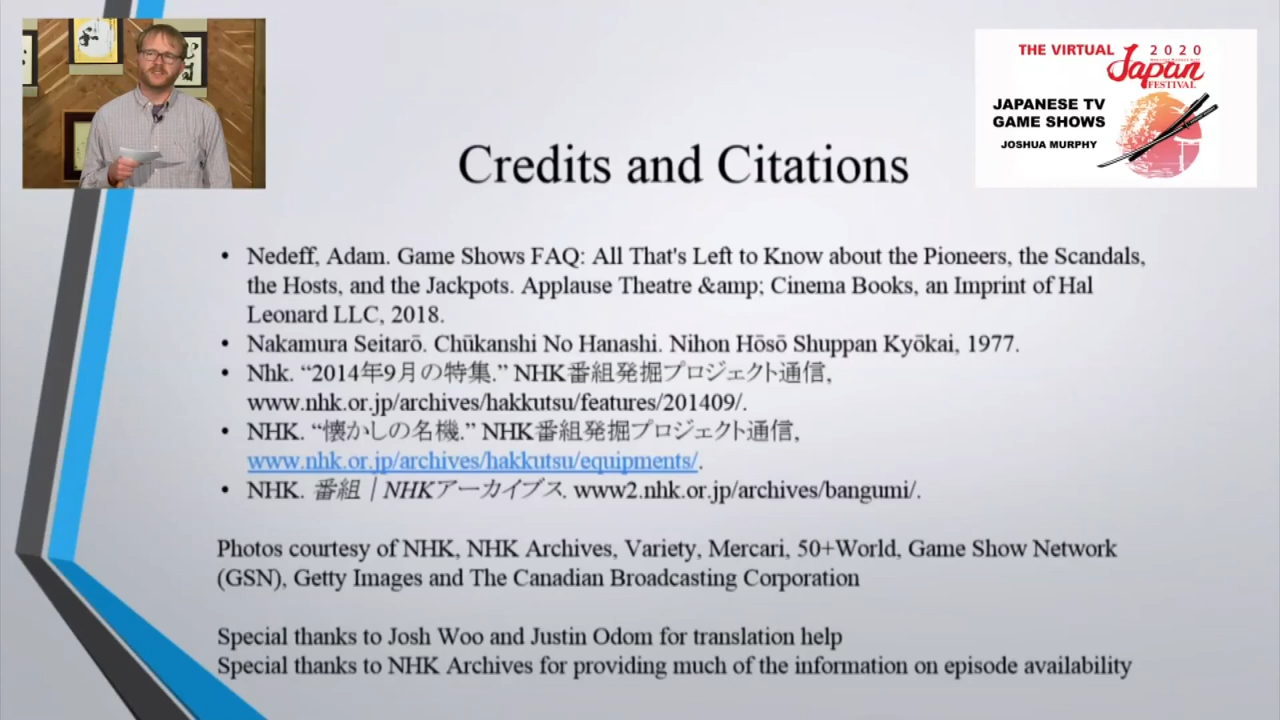 THE VIRTUAL 2020
Japan
FESTIVAL
JAPANESE TV
GAME SHOWS
JOSHUA MURPHY
Credits and Citations
• Nedeff, Adam. Game Shows FAQ: All That's Left to Know about the Pioneers, the Scandals,
the Hosts, and the Jackpots. Applause Theatre &amp; Cinema Books, an Imprint of Hal
Leonard LLC, 2018.
• Nakamura Seitarō. Chūkanshi No Hanashi. Nihon Hōsō Shuppan Kyōkai, 1977.
• Nhk. “2014年9月の特集.” NHK番組発掘プロジェクト通信,
www.nhk.or.jp/archives/hakkutsu/features/201409/.
• NHK. “懐かしの名機.” NHK番組発掘プロジェクト通信,
www.nhk.or.jp/archives/hakkutsu/equipments/.
• NHK. 番組 | NHKアーカイブス. www2.nhk.or.jp/archives/bangumi/.
Photos courtesy of NHK, NHK Archives, Variety, Mercari, 50+World, Game Show Network
(GSN), Getty Images and The Canadian Broadcasting Corporation
Special thanks to Josh Woo and Justin Odom for translation help
Special thanks to NHK Archives for providing much of the information on episode availability